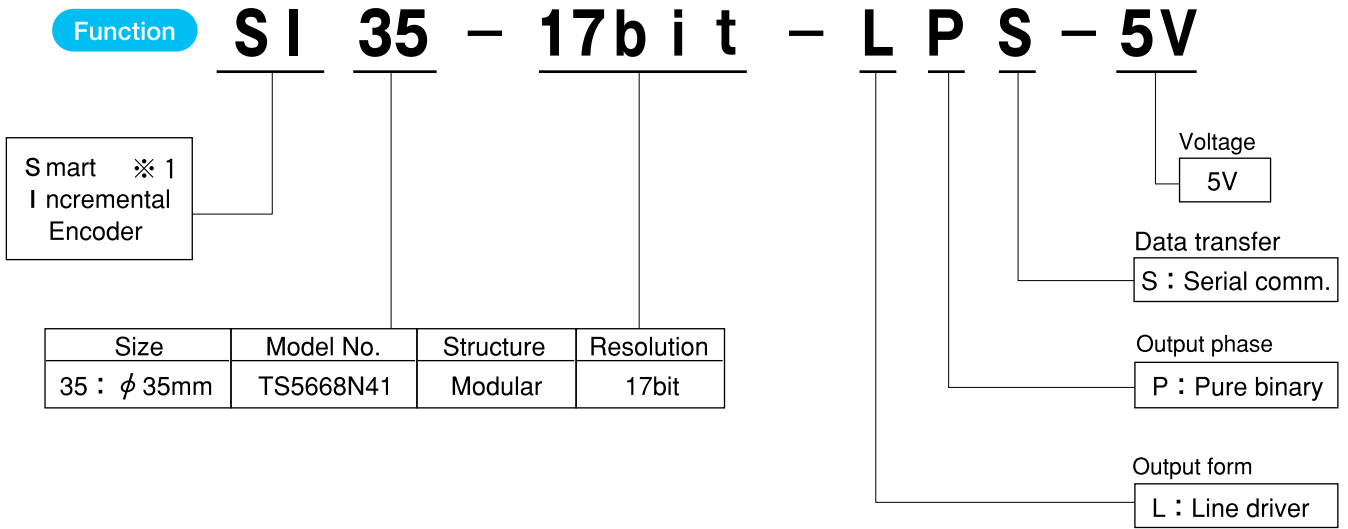 Function SI 35 - 17bit - L P S - 5V
Smart ※1
Incremental
Encoder
Voltage
5V
Data transfer
S：Serial comm.
Size Model No. Structure Resolution
35：φ35mm TS5668N41 Modular 17bit
Output phase
P：Pure binary
Output form
L：Line driver